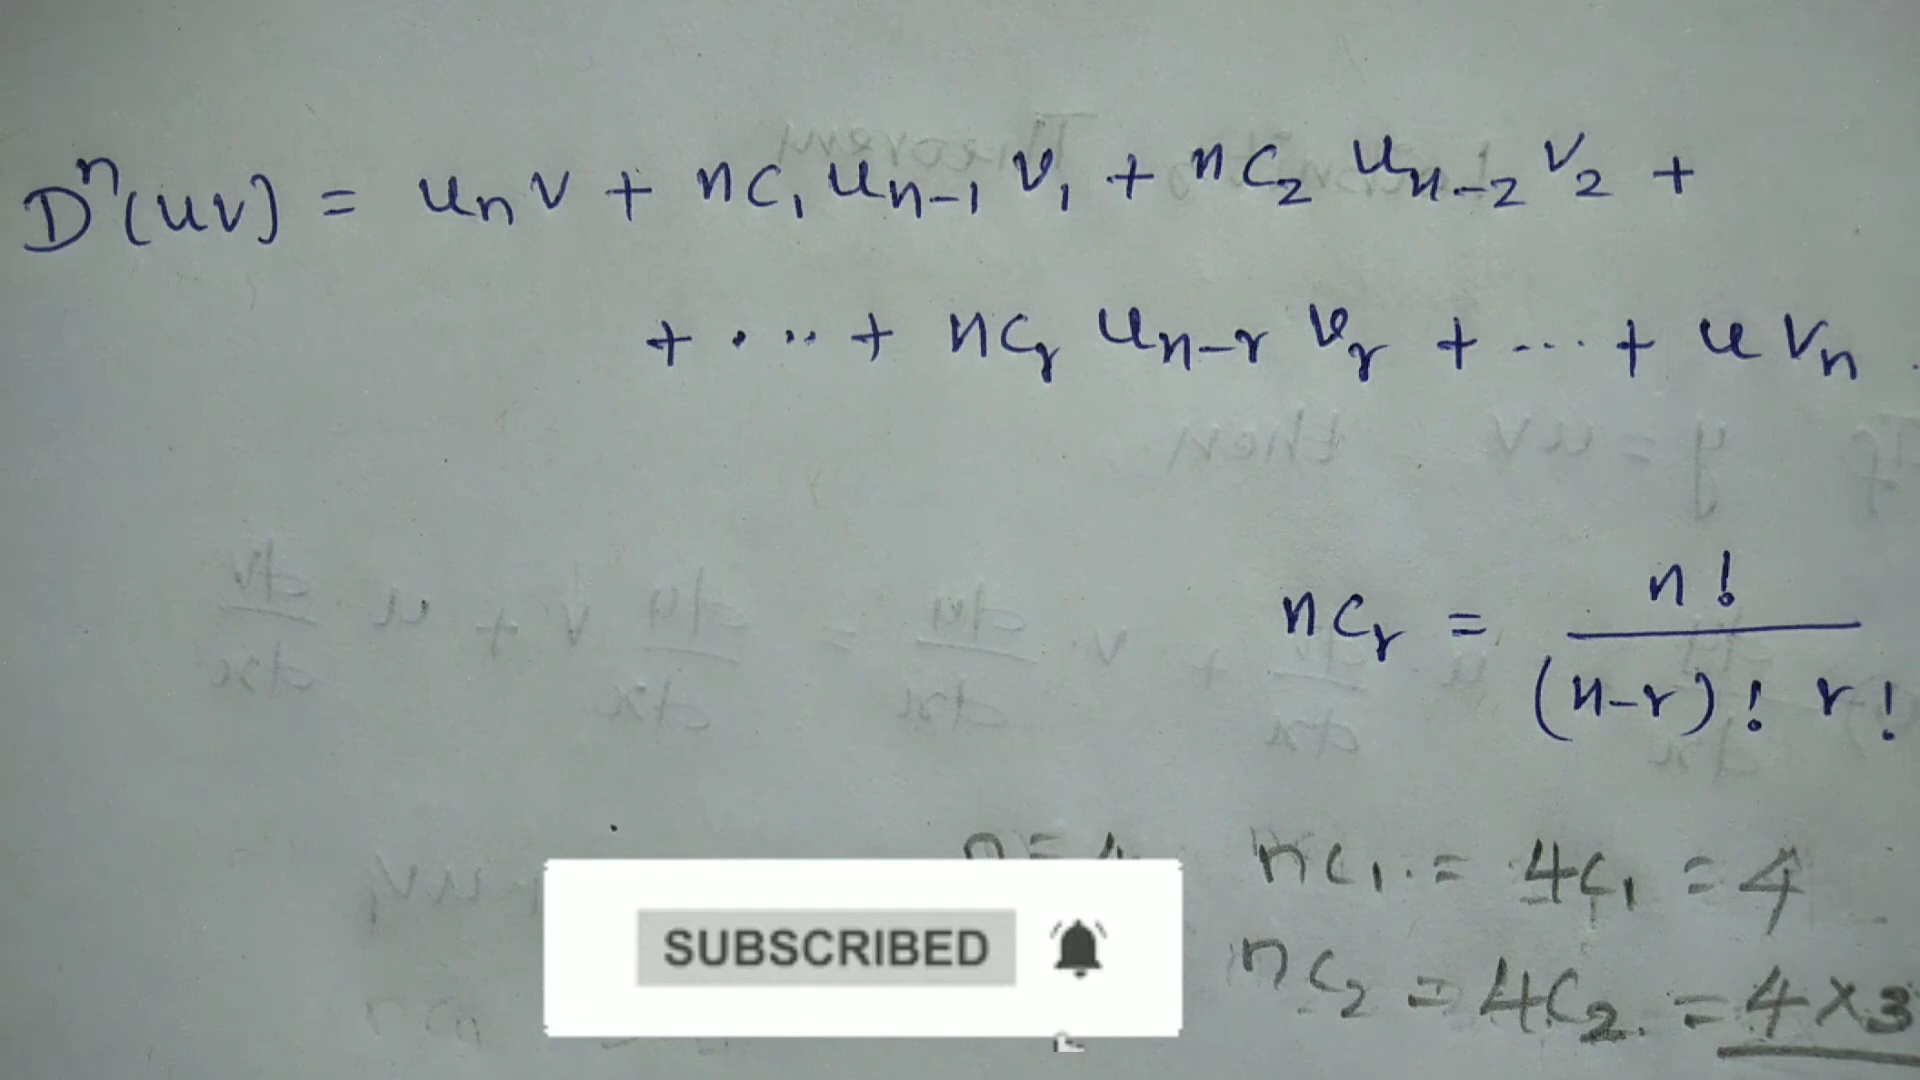 Dⁿ(uv) = uₙ v + nC₁ uₙ₋₁ v₁ + nC₂ uₙ₋₂ v₂ +
+ ... + nCᵣ uₙ₋ᵣ vᵣ + ... + u vₙ .
nCᵣ = n! / (n-r)! r!
nC₁ = 4C₁ = 4
nC₂ = 4C₂ = 4×3
SUBSCRIBED